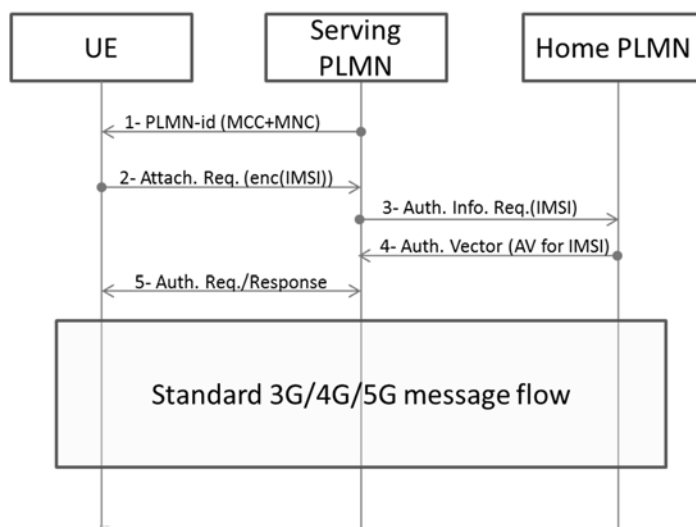 UE
Serving
PLMN
Home PLMN
1- PLMN-id (MCC+MNC)
2- Attach. Req. (enc(IMSI))
3- Auth. Info. Req.(IMSI)
4- Auth. Vector (AV for IMSI)
5- Auth. Req./Response
Standard 3G/4G/5G message flow